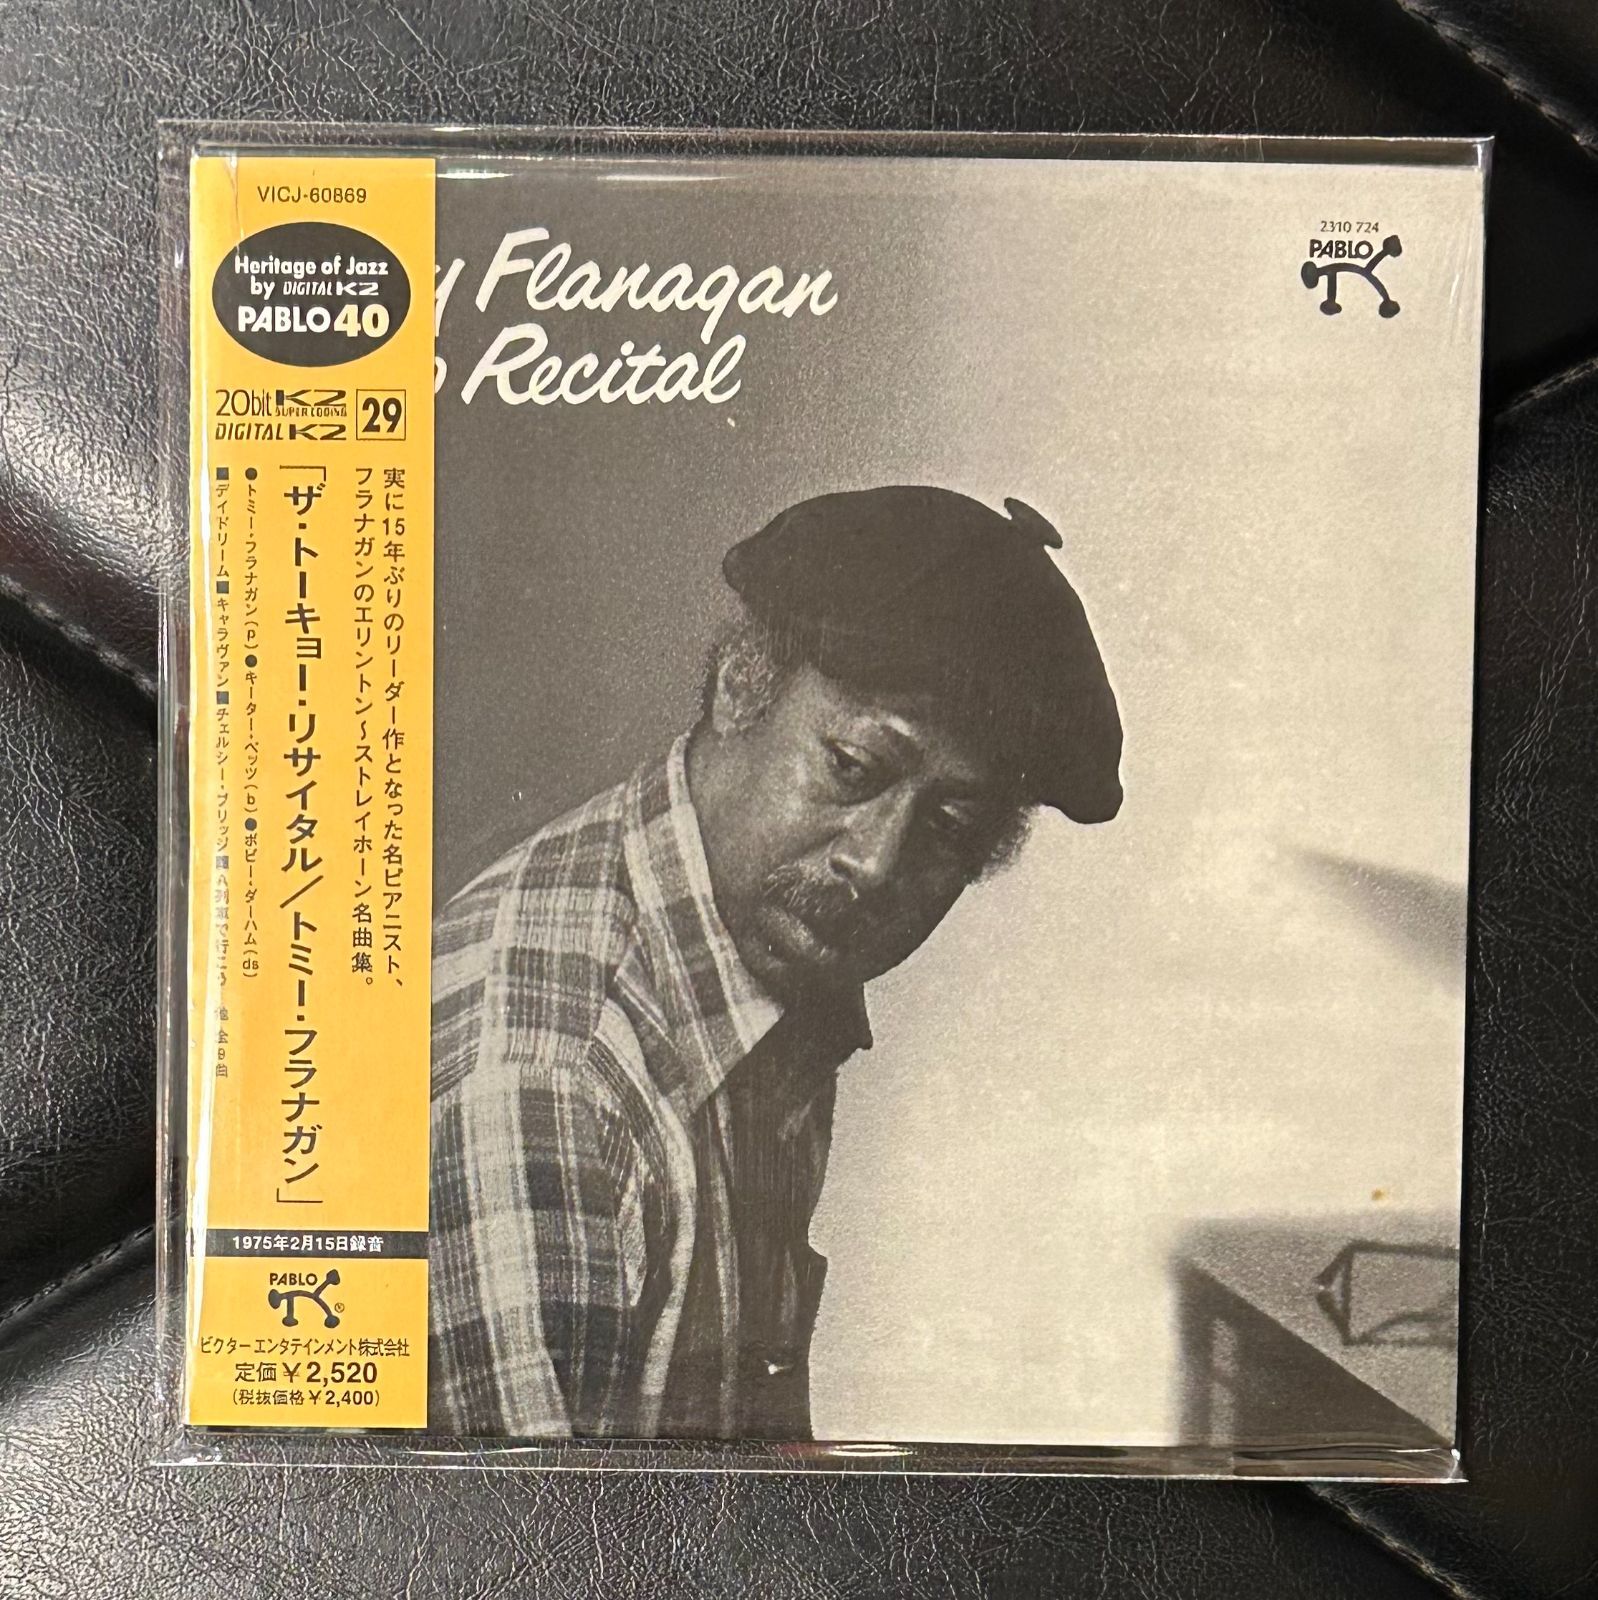 VICJ-60869
Heritage of Jazz
by DIGITAL K2
PABLO 40
20bit K2
SUPER CODING
DIGITAL K2
29
実に15年ぶりのリーダー作となった名ピアニスト、
フラナガンのエリントン〜ストレイホーン名曲集。
「ザ・トーキョー・リサイタル/トミー・フラナガン」
●トミー・フラナガン(p)●キーター・ベッツ(b)●ボビー・ダーハム(ds)
■デイドリーム■キャラヴァン■チェルシー・ブリッジ■A列車で行こう 他全9曲
1975年2月15日録音
PABLO
ビクターエンタテインメント株式会社
定価¥2,520
(税抜価格¥2,400)
y Flanagan
o Recital
2310 724
PABLO